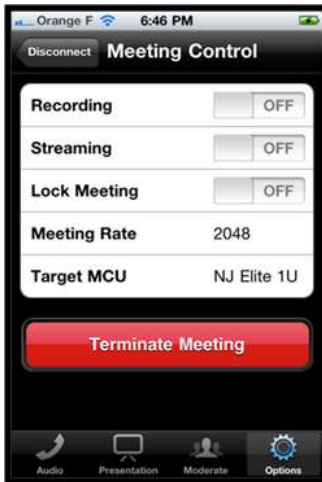 Orange F 6:46 PM
Disconnect Meeting Control
Recording OFF
Streaming OFF
Lock Meeting OFF
Meeting Rate 2048
Target MCU NJ Elite 1U
Terminate Meeting
Audio Presentation Moderate Options